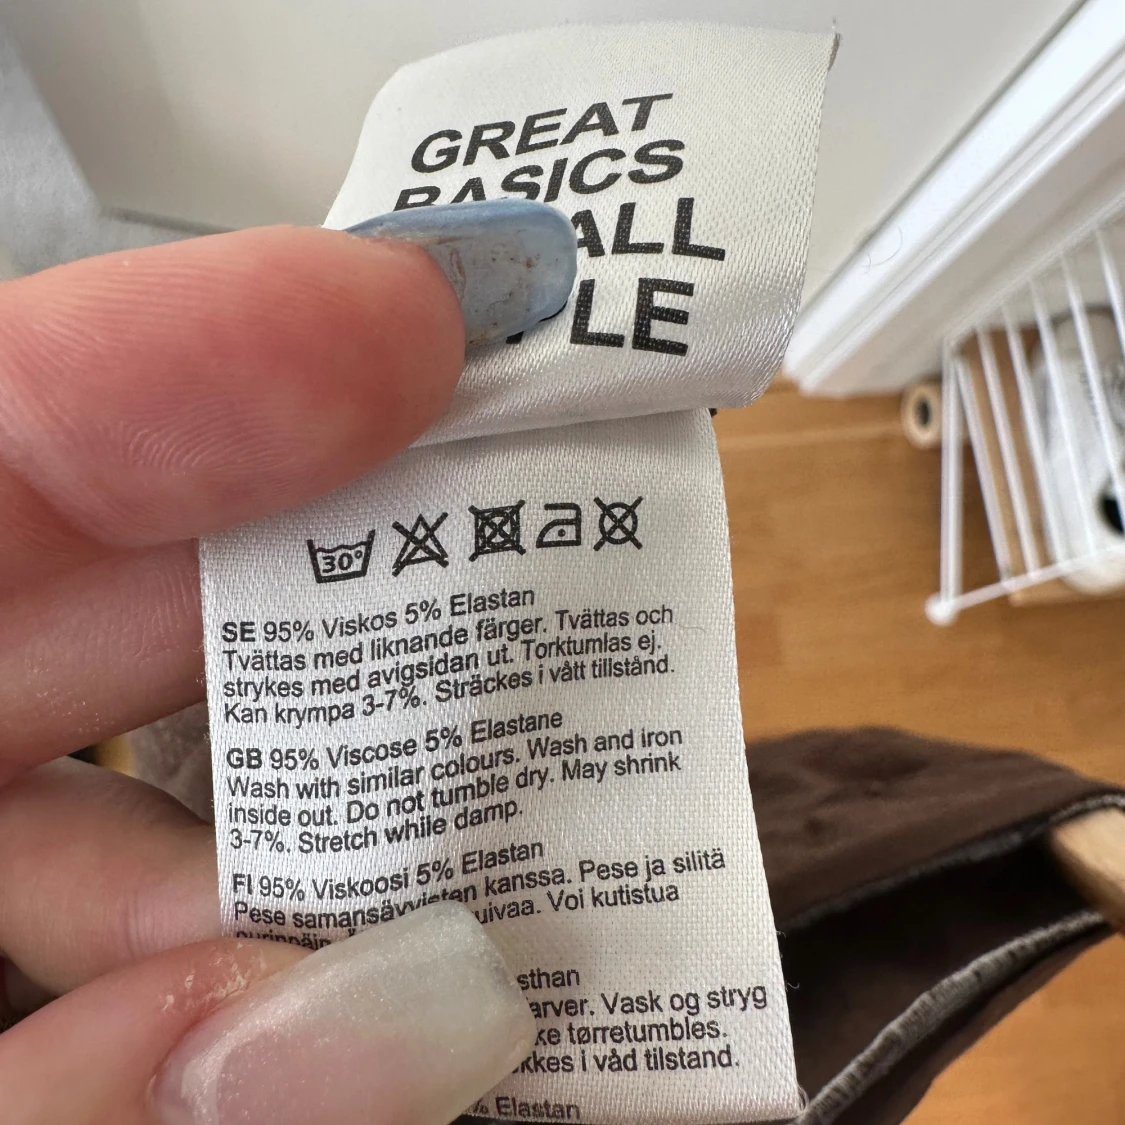 GREAT
BASICS
ALL
LE
30°
SE 95% Viskos 5% Elastan
Tvättas med liknande färger. Tvättas och
strykes med avigsidan ut. Torktumlas ej.
Kan krympa 3-7%. Sträckes i vått tillstånd.
GB 95% Viscose 5% Elastane
Wash with similar colours. Wash and iron
inside out. Do not tumble dry. May shrink
3-7%. Stretch while damp.
FI 95% Viskoosi 5% Elastan
Pese samansävyisten kanssa. Pese ja silitä
uivaa. Voi kutistua
sthan
arver. Vask og stryg
ke tørretumbles.
kkes i våd tilstand.
% Elastan